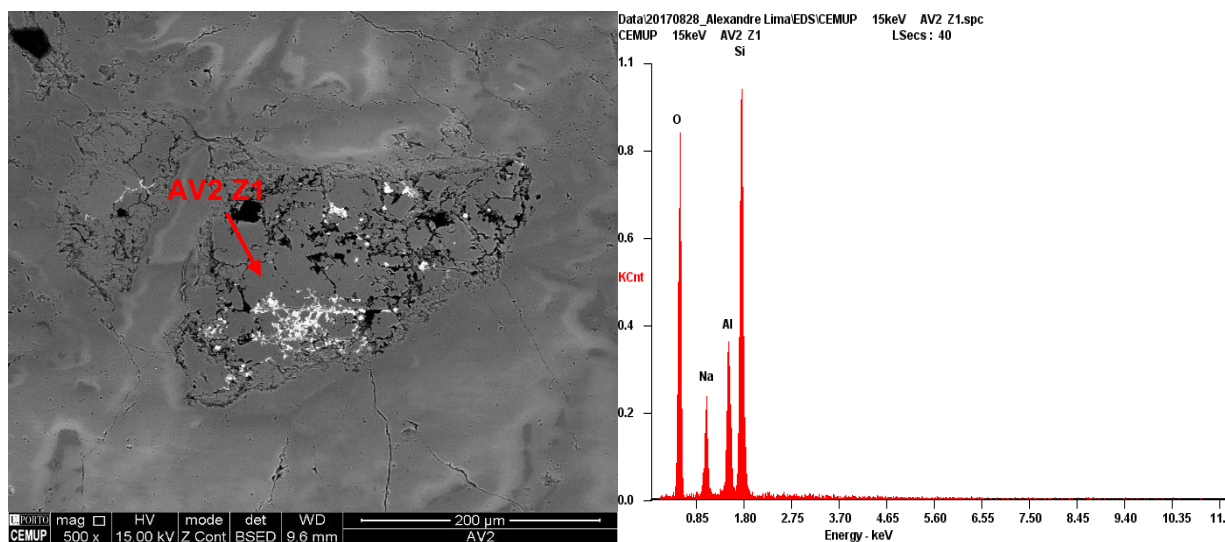 AV2 Z1
U.PORTO
CEMUP
mag HV mode det WD
500 x 15.00 kV Z Cont BSED 9.6 mm
200 µm
AV2
Data\20170828_Alexandre Lima\EDS\CEMUP 15keV AV2 Z1.spc
CEMUP 15keV AV2 Z1 LSecs : 40
Si
1.1
O
0.8
0.6
KCnt
Al
0.4
Na
0.2
0.0
0.85 1.80 2.75 3.70 4.65 5.60 6.55 7.50 8.45 9.40 10.35 11.
Energy - keV